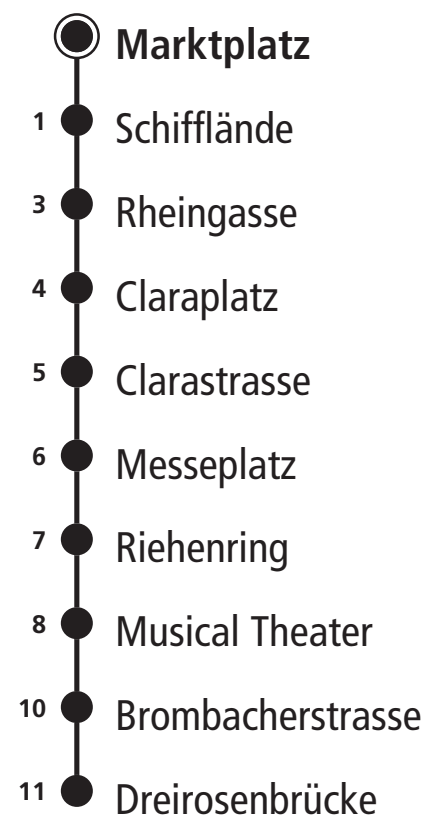 Marktplatz
1 Schifflände
3 Rheingasse
4 Claraplatz
5 Clarastrasse
6 Messeplatz
7 Riehenring
8 Musical Theater
10 Brombacherstrasse
11 Dreirosenbrücke